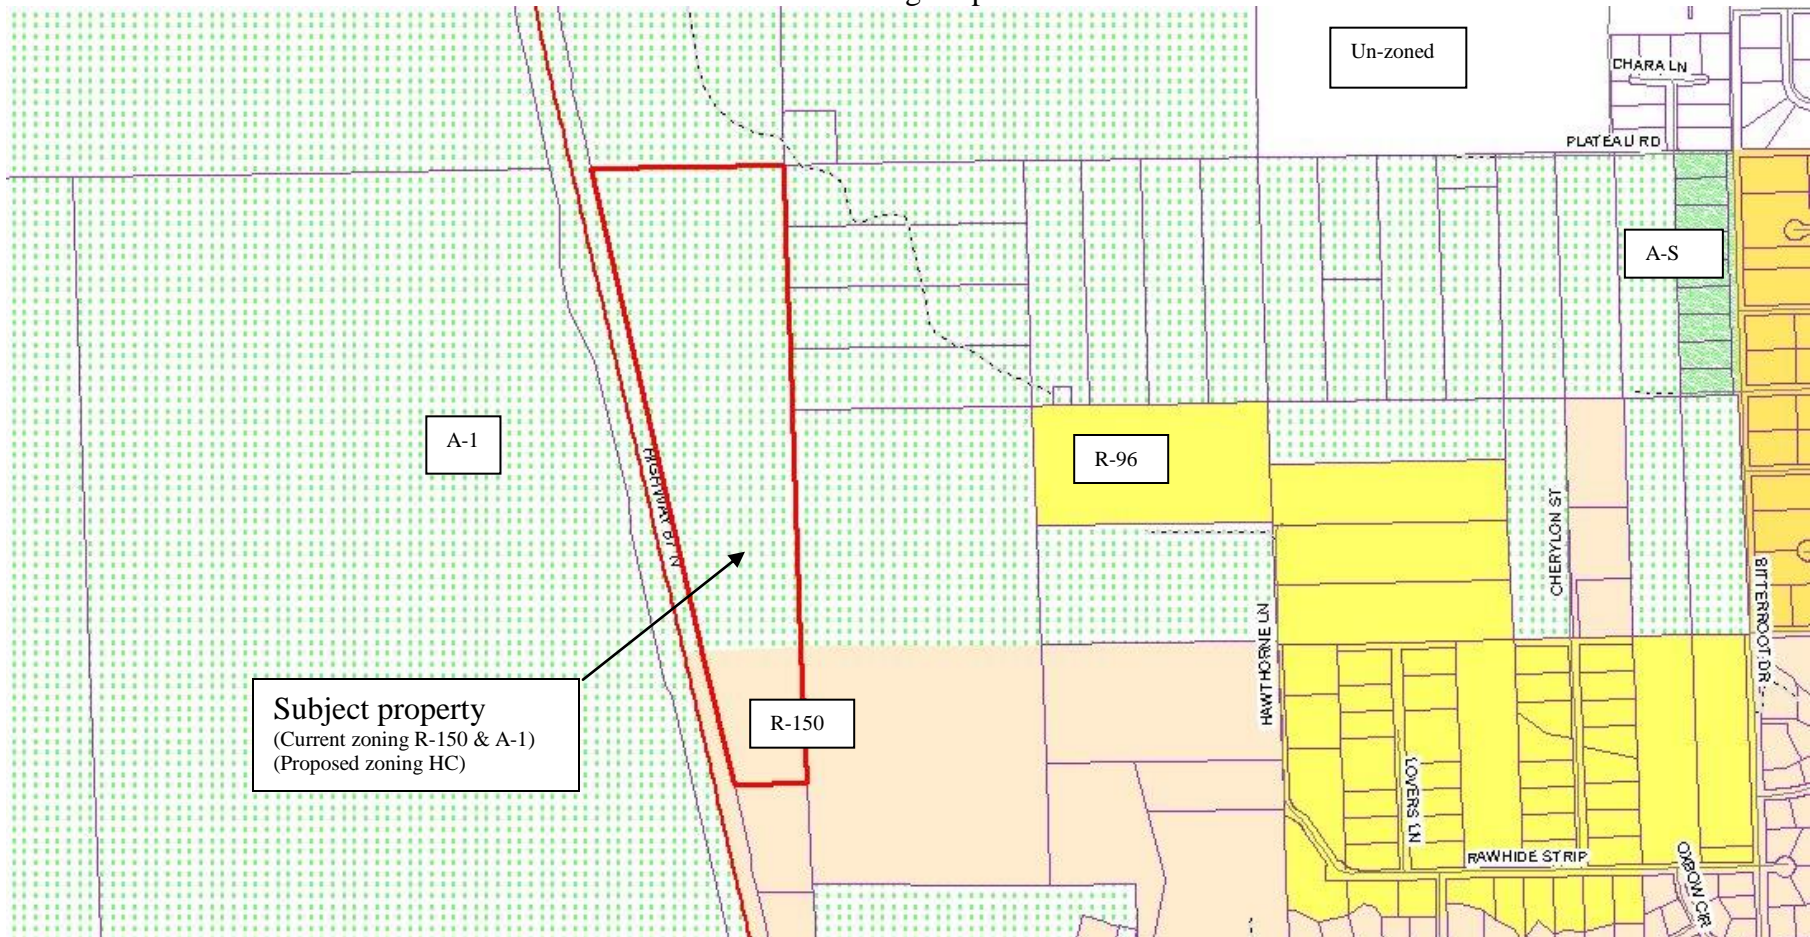 Un-zoned
CHARA LN
PLATEAU RD
A-S
A-1
R-96
HIGHWAY 87 N
CHERYLON ST
BITTERROOT DR
HAWTHORNE LN
Subject property
(Current zoning R-150 & A-1)
(Proposed zoning HC)
R-150
LOVERS LN
RAWHIDE STRIP
OXBOW CIR